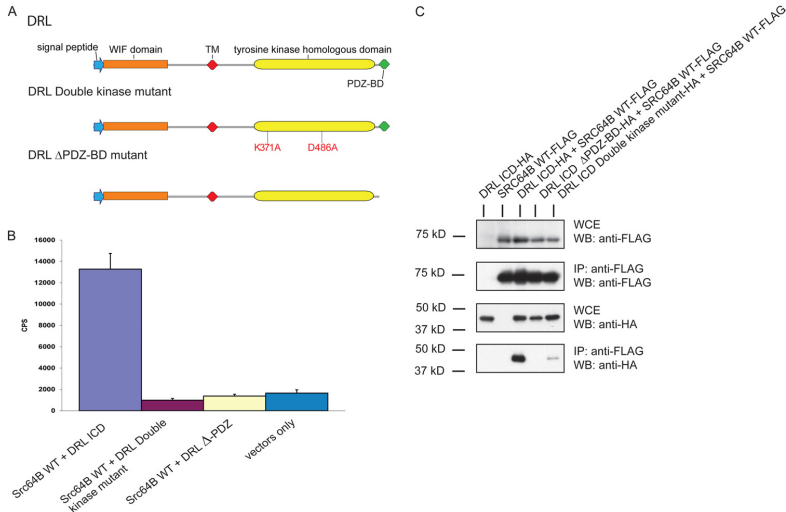 A
DRL
signal peptide
WIF domain
TM
tyrosine kinase homologous domain
PDZ-BD
DRL Double kinase mutant
K371A
D486A
DRL ΔPDZ-BD mutant
B
CPS
16000
14000
12000
10000
8000
6000
4000
2000
0
Src64B WT + DRL ICD
Src64B WT + DRL Double
kinase mutant
Src64B WT + DRL Δ-PDZ
vectors only
C
DRL ICD-HA
SRC64B WT-FLAG
DRL ICD-HA + SRC64B WT-FLAG
DRL ICD ΔPDZ-BD-HA + SRC64B WT-FLAG
DRL ICD Double kinase mutant-HA + SRC64B WT-FLAG
75 kD
WCE
WB: anti-FLAG
75 kD
IP: anti-FLAG
WB: anti-FLAG
50 kD
37 kD
WCE
WB: anti-HA
50 kD
37 kD
IP: anti-FLAG
WB: anti-HA